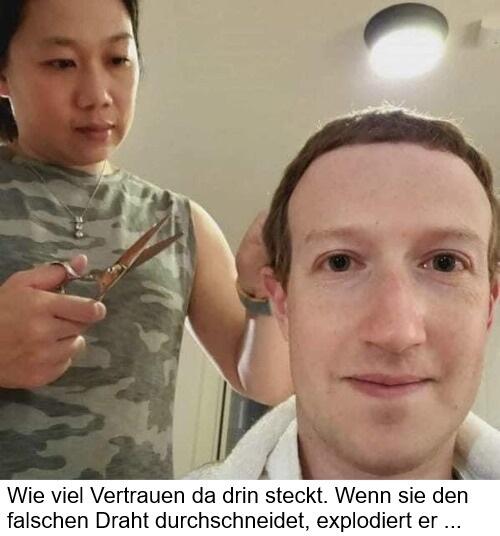 Wie viel Vertrauen da drin steckt. Wenn sie den
falschen Draht durchschneidet, explodiert er ...